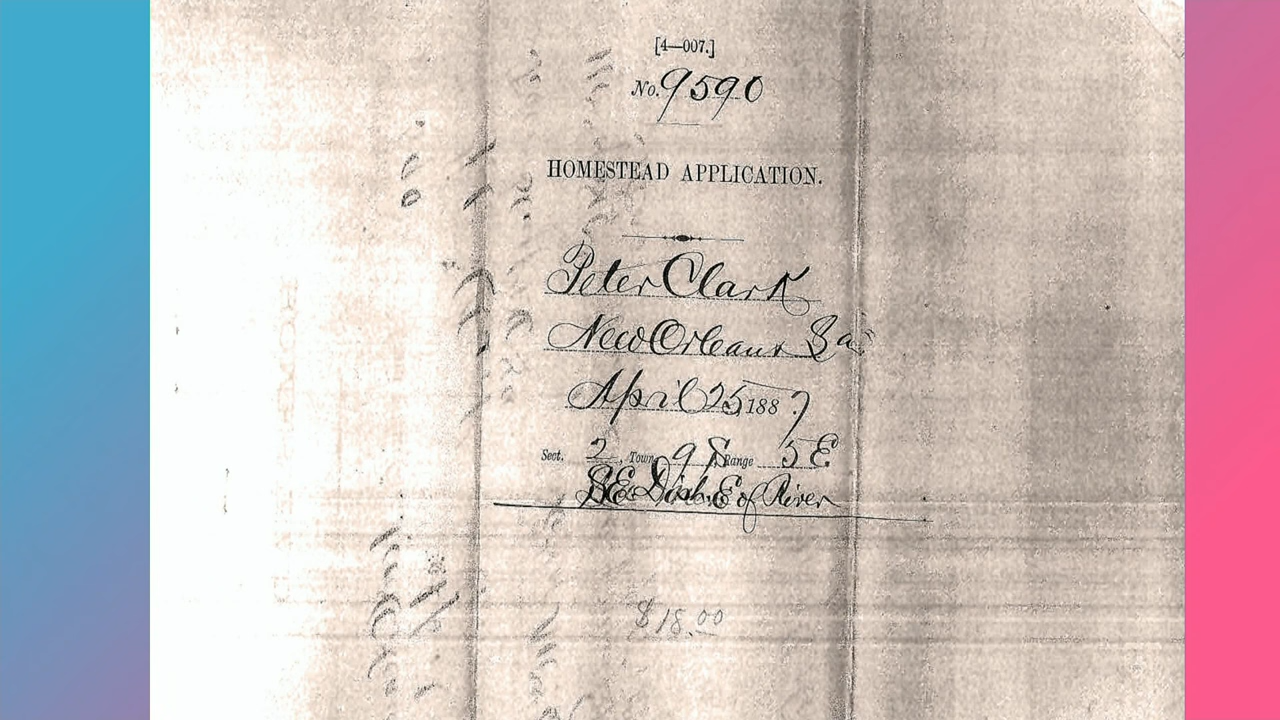 [4—007.]
No. 9590
HOMESTEAD APPLICATION.
Peter Clark
New Orleans La
April 25, 1887
Sect. 2, Town 9 S, Range 5 E
S.E. Dist. E of River
$18.00